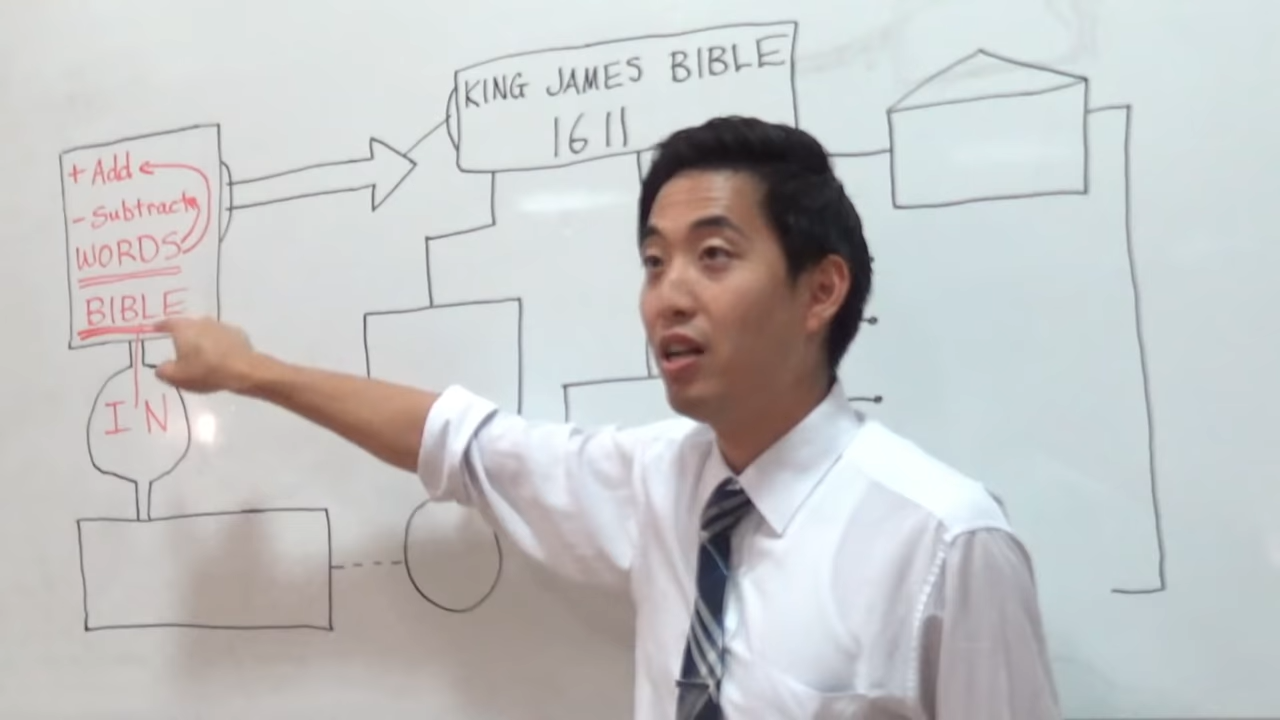 KING JAMES BIBLE
1611
+ Add
- Subtract
WORDS
BIBLE
IN